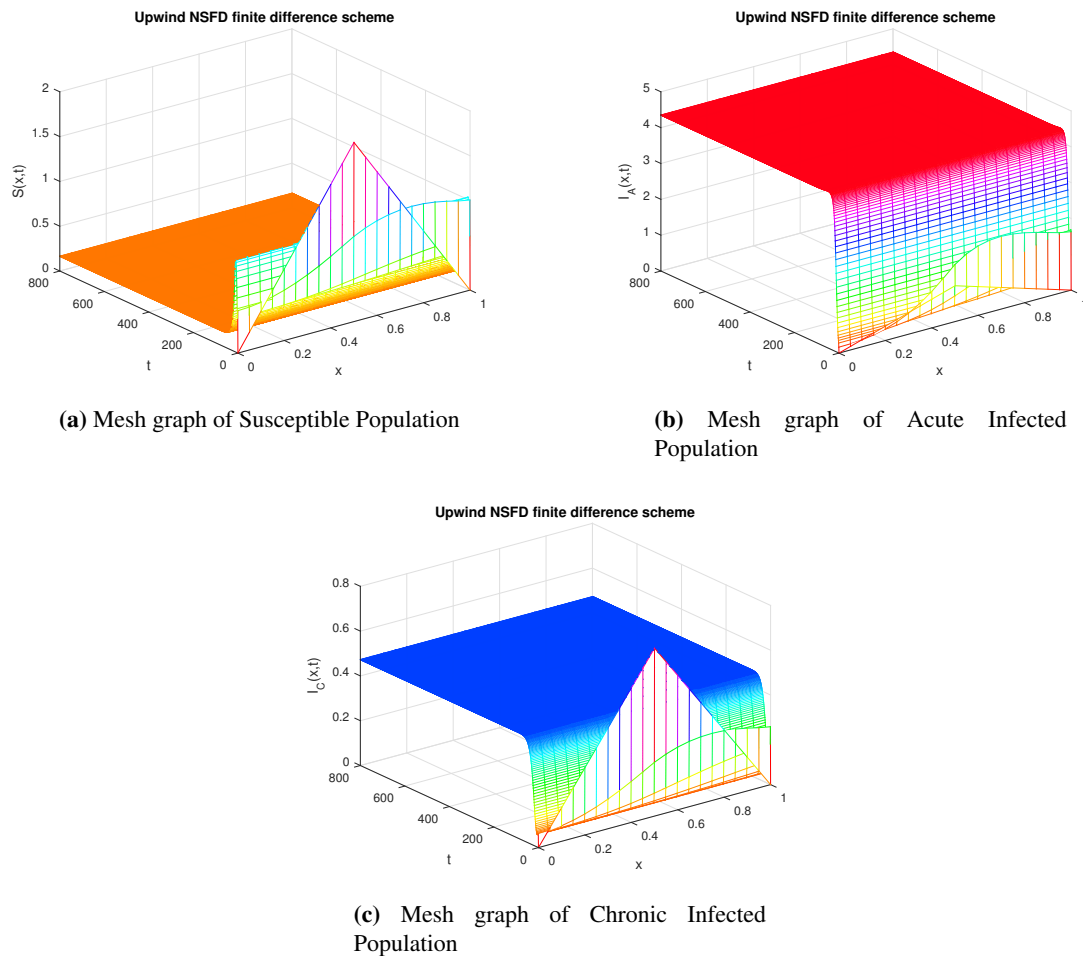 Upwind NSFD finite difference scheme
2
1.5
1
0.5
0
S(x,t)
800
600
400
200
0
t
0
0.2
0.4
0.6
0.8
1
x
(a) Mesh graph of Susceptible Population
Upwind NSFD finite difference scheme
5
4
3
2
1
0
I_A(x,t)
800
600
400
200
0
t
0
0.2
0.4
0.6
0.8
1
x
(b) Mesh graph of Acute Infected
Population
Upwind NSFD finite difference scheme
0.8
0.6
0.4
0.2
0
I_C(x,t)
800
600
400
200
0
t
0
0.2
0.4
0.6
0.8
1
x
(c) Mesh graph of Chronic Infected
Population